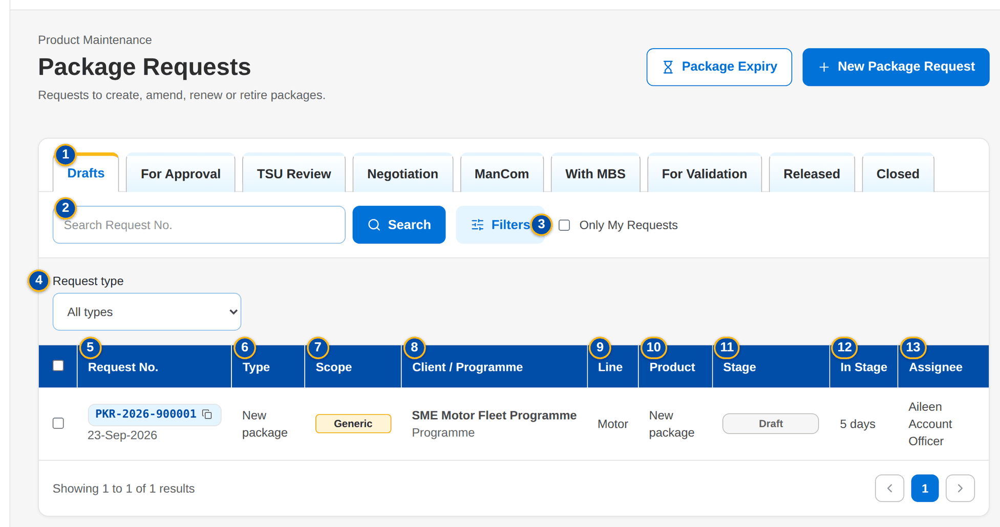 Product Maintenance
Package Requests
Requests to create, amend, renew or retire packages.
Package Expiry
New Package Request
1
Drafts
For Approval
TSU Review
Negotiation
ManCom
With MBS
For Validation
Released
Closed
2
Search Request No.
Search
Filters
3
Only My Requests
4
Request type
All types
5
6
7
8
9
10
11
12
13
Request No.
Type
Scope
Client / Programme
Line
Product
Stage
In Stage
Assignee
PKR-2026-900001
23-Sep-2026
New
package
Generic
SME Motor Fleet Programme
Programme
Motor
New
package
Draft
5 days
Aileen
Account
Officer
Showing 1 to 1 of 1 results
1